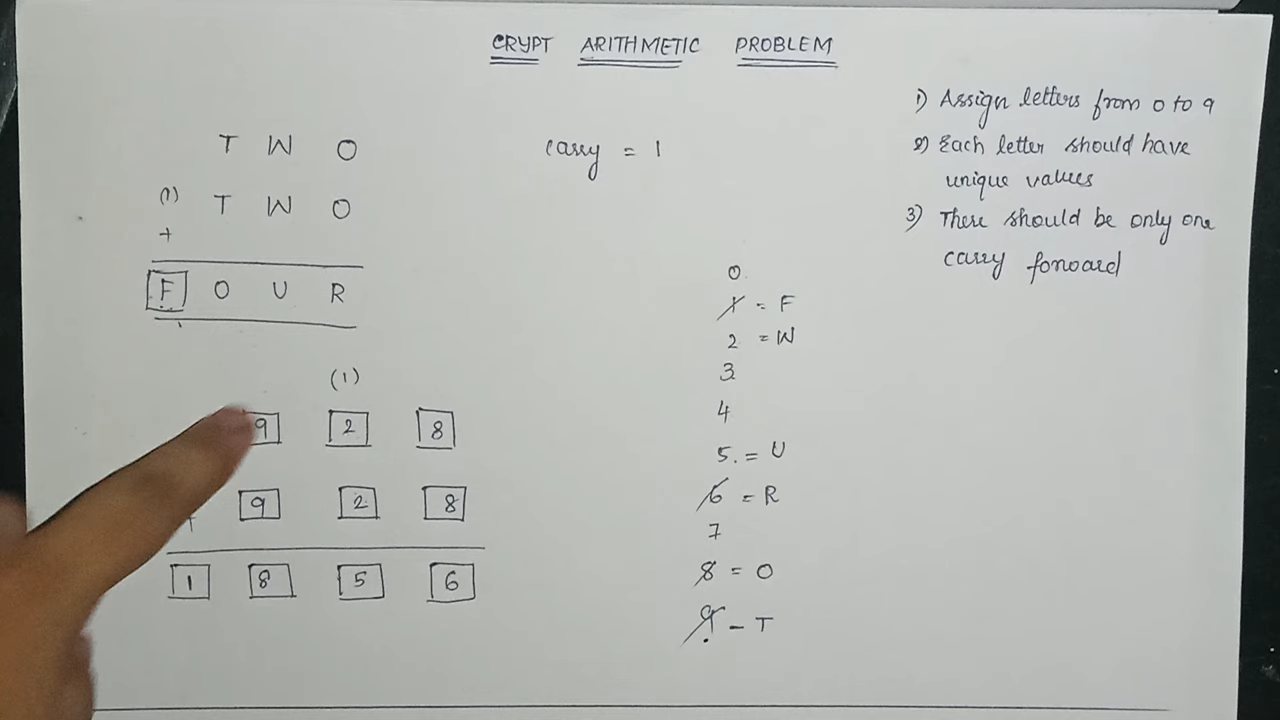 CRYPT ARITHMETIC PROBLEM
1) Assign letters from 0 to 9
2) Each letter should have
unique values
3) There should be only one
carry forward
T W O
carry = 1
(1) T W O
+
F O U R
0
1 = F
2 = W
3
4
5 = U
6 = R
7
8 = O
9 - T
(1)
9 2 8
+ 9 2 8
1 8 5 6